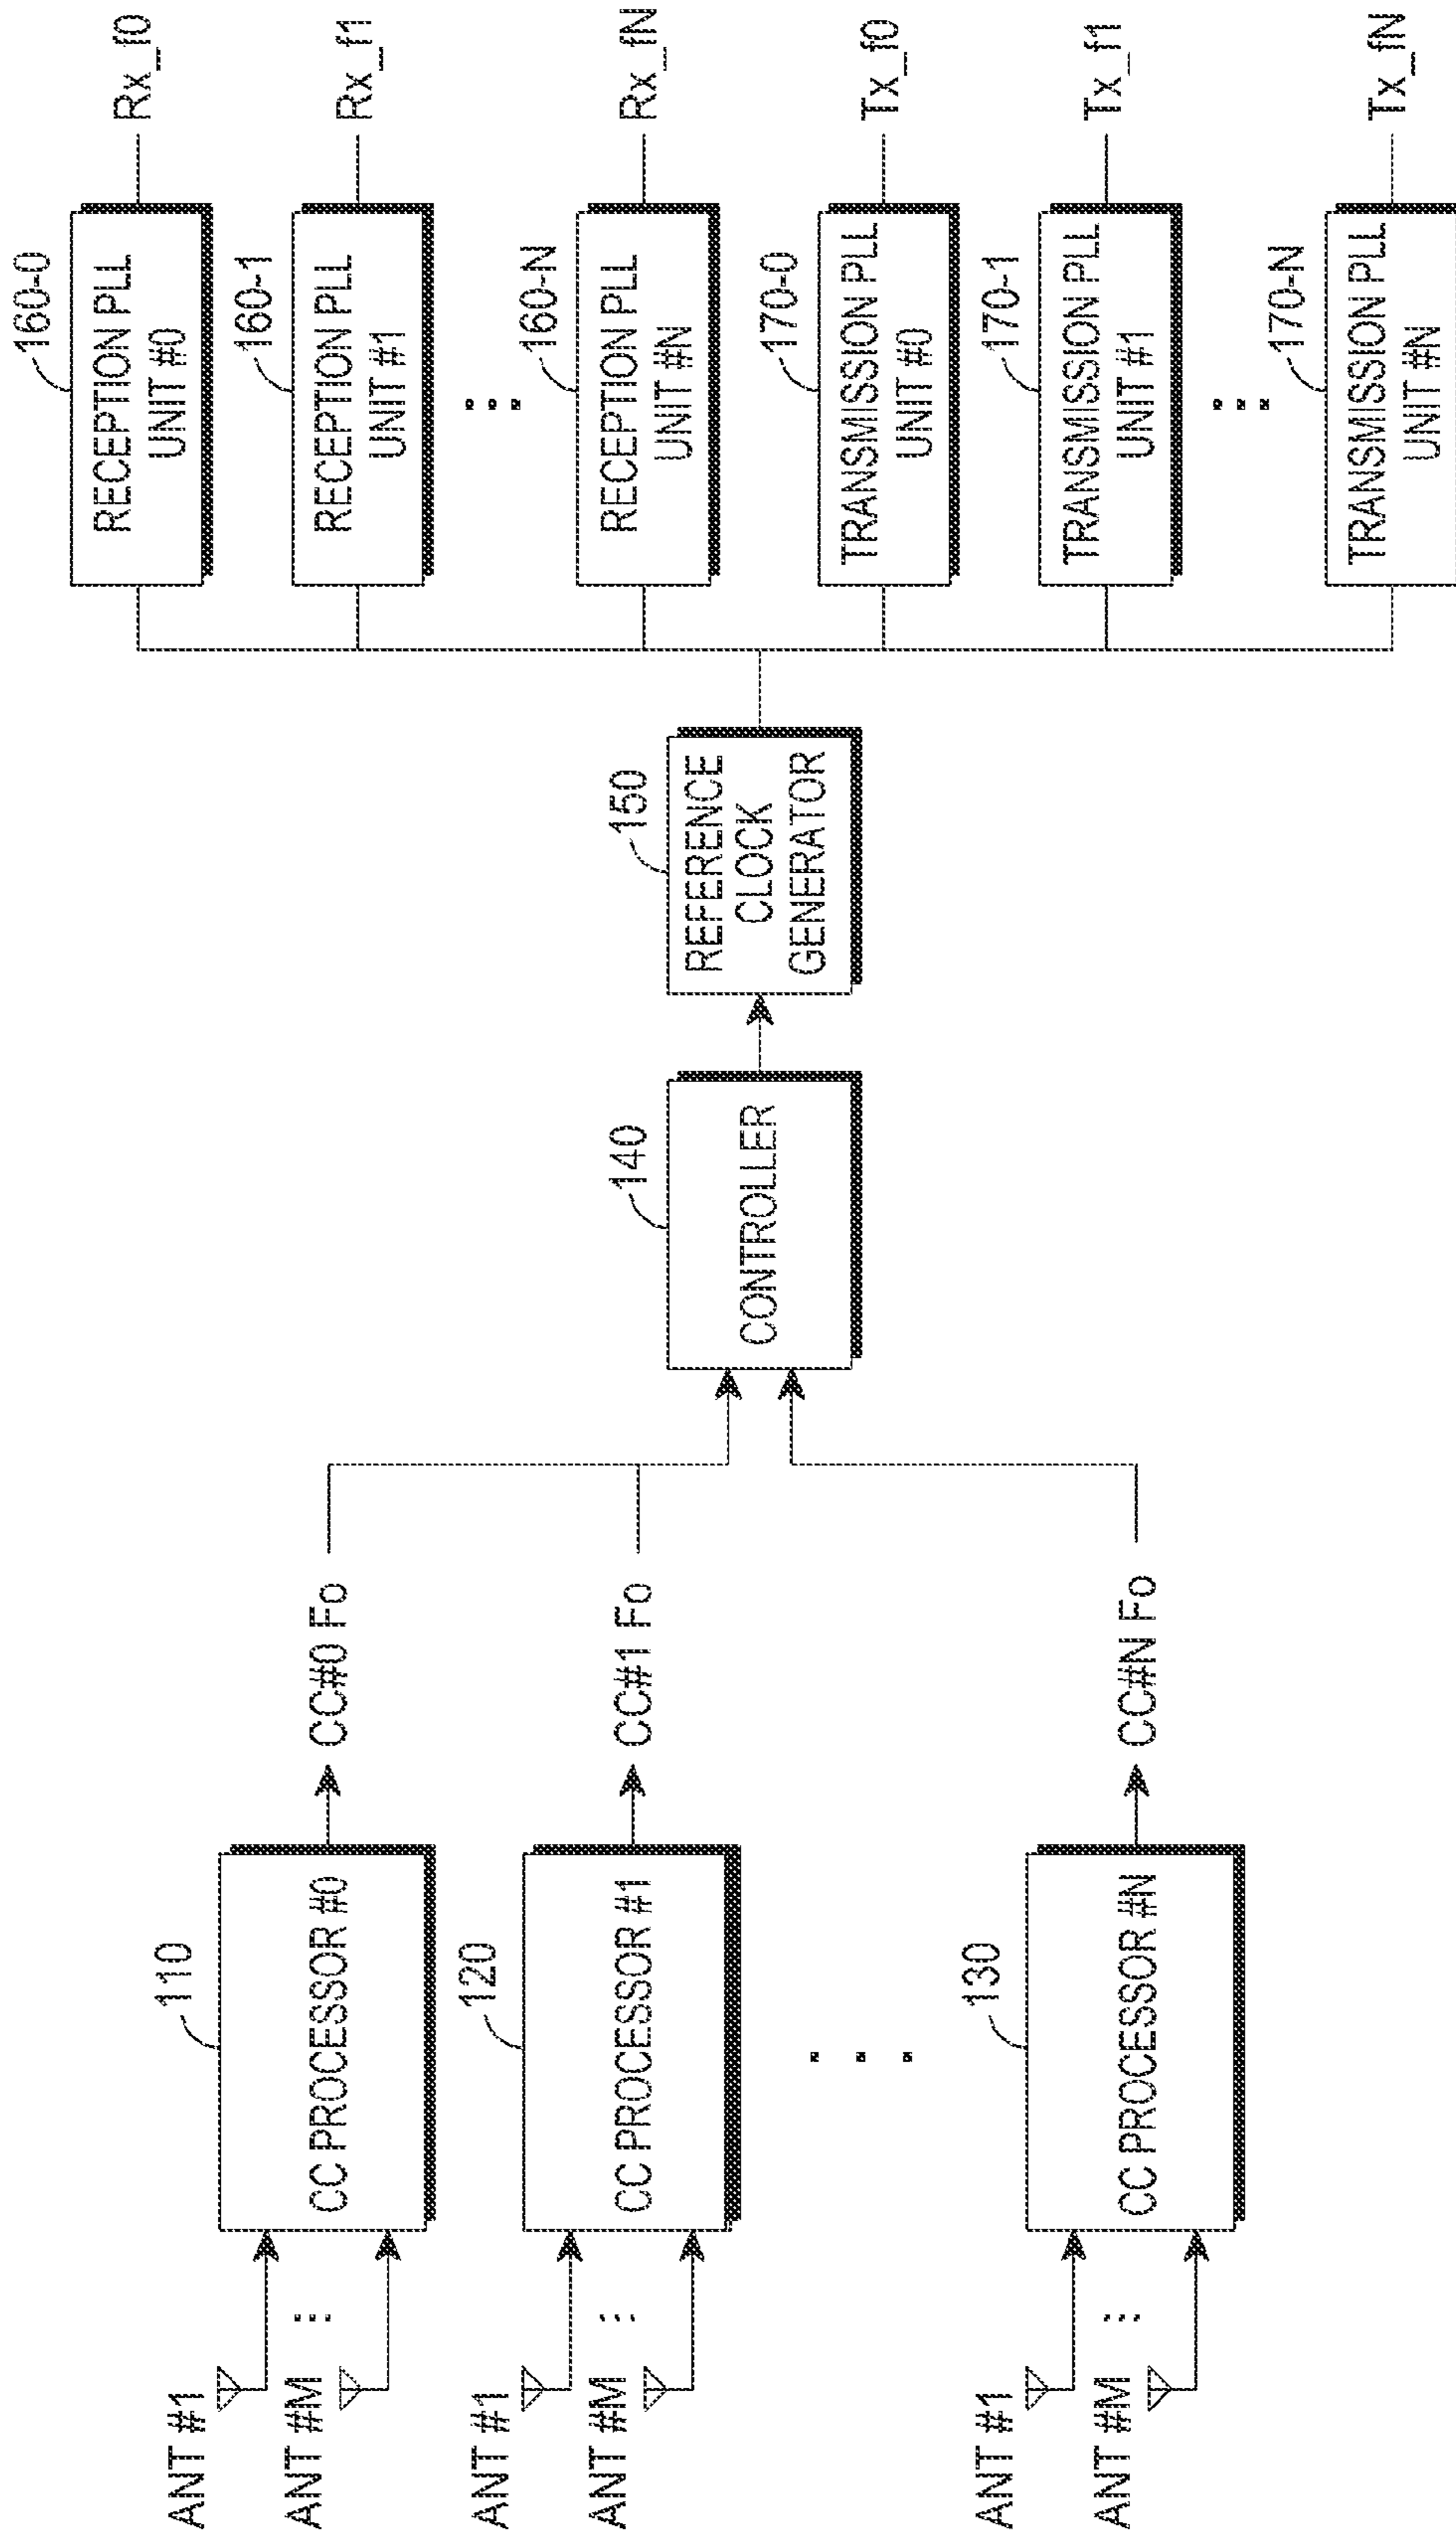 ANT #1
ANT #M
110
CC PROCESSOR #0
CC#0 Fo
ANT #1
ANT #M
120
CC PROCESSOR #1
CC#1 Fo
ANT #1
ANT #M
130
CC PROCESSOR #N
CC#N Fo
140
CONTROLLER
150
REFERENCE
CLOCK
GENERATOR
160-0
RECEPTION PLL
UNIT #0
Rx_f0
160-1
RECEPTION PLL
UNIT #1
Rx_f1
160-N
RECEPTION PLL
UNIT #N
Rx_fN
170-0
TRANSMISSION PLL
UNIT #0
Tx_f0
170-1
TRANSMISSION PLL
UNIT #1
Tx_f1
170-N
TRANSMISSION PLL
UNIT #N
Tx_fN